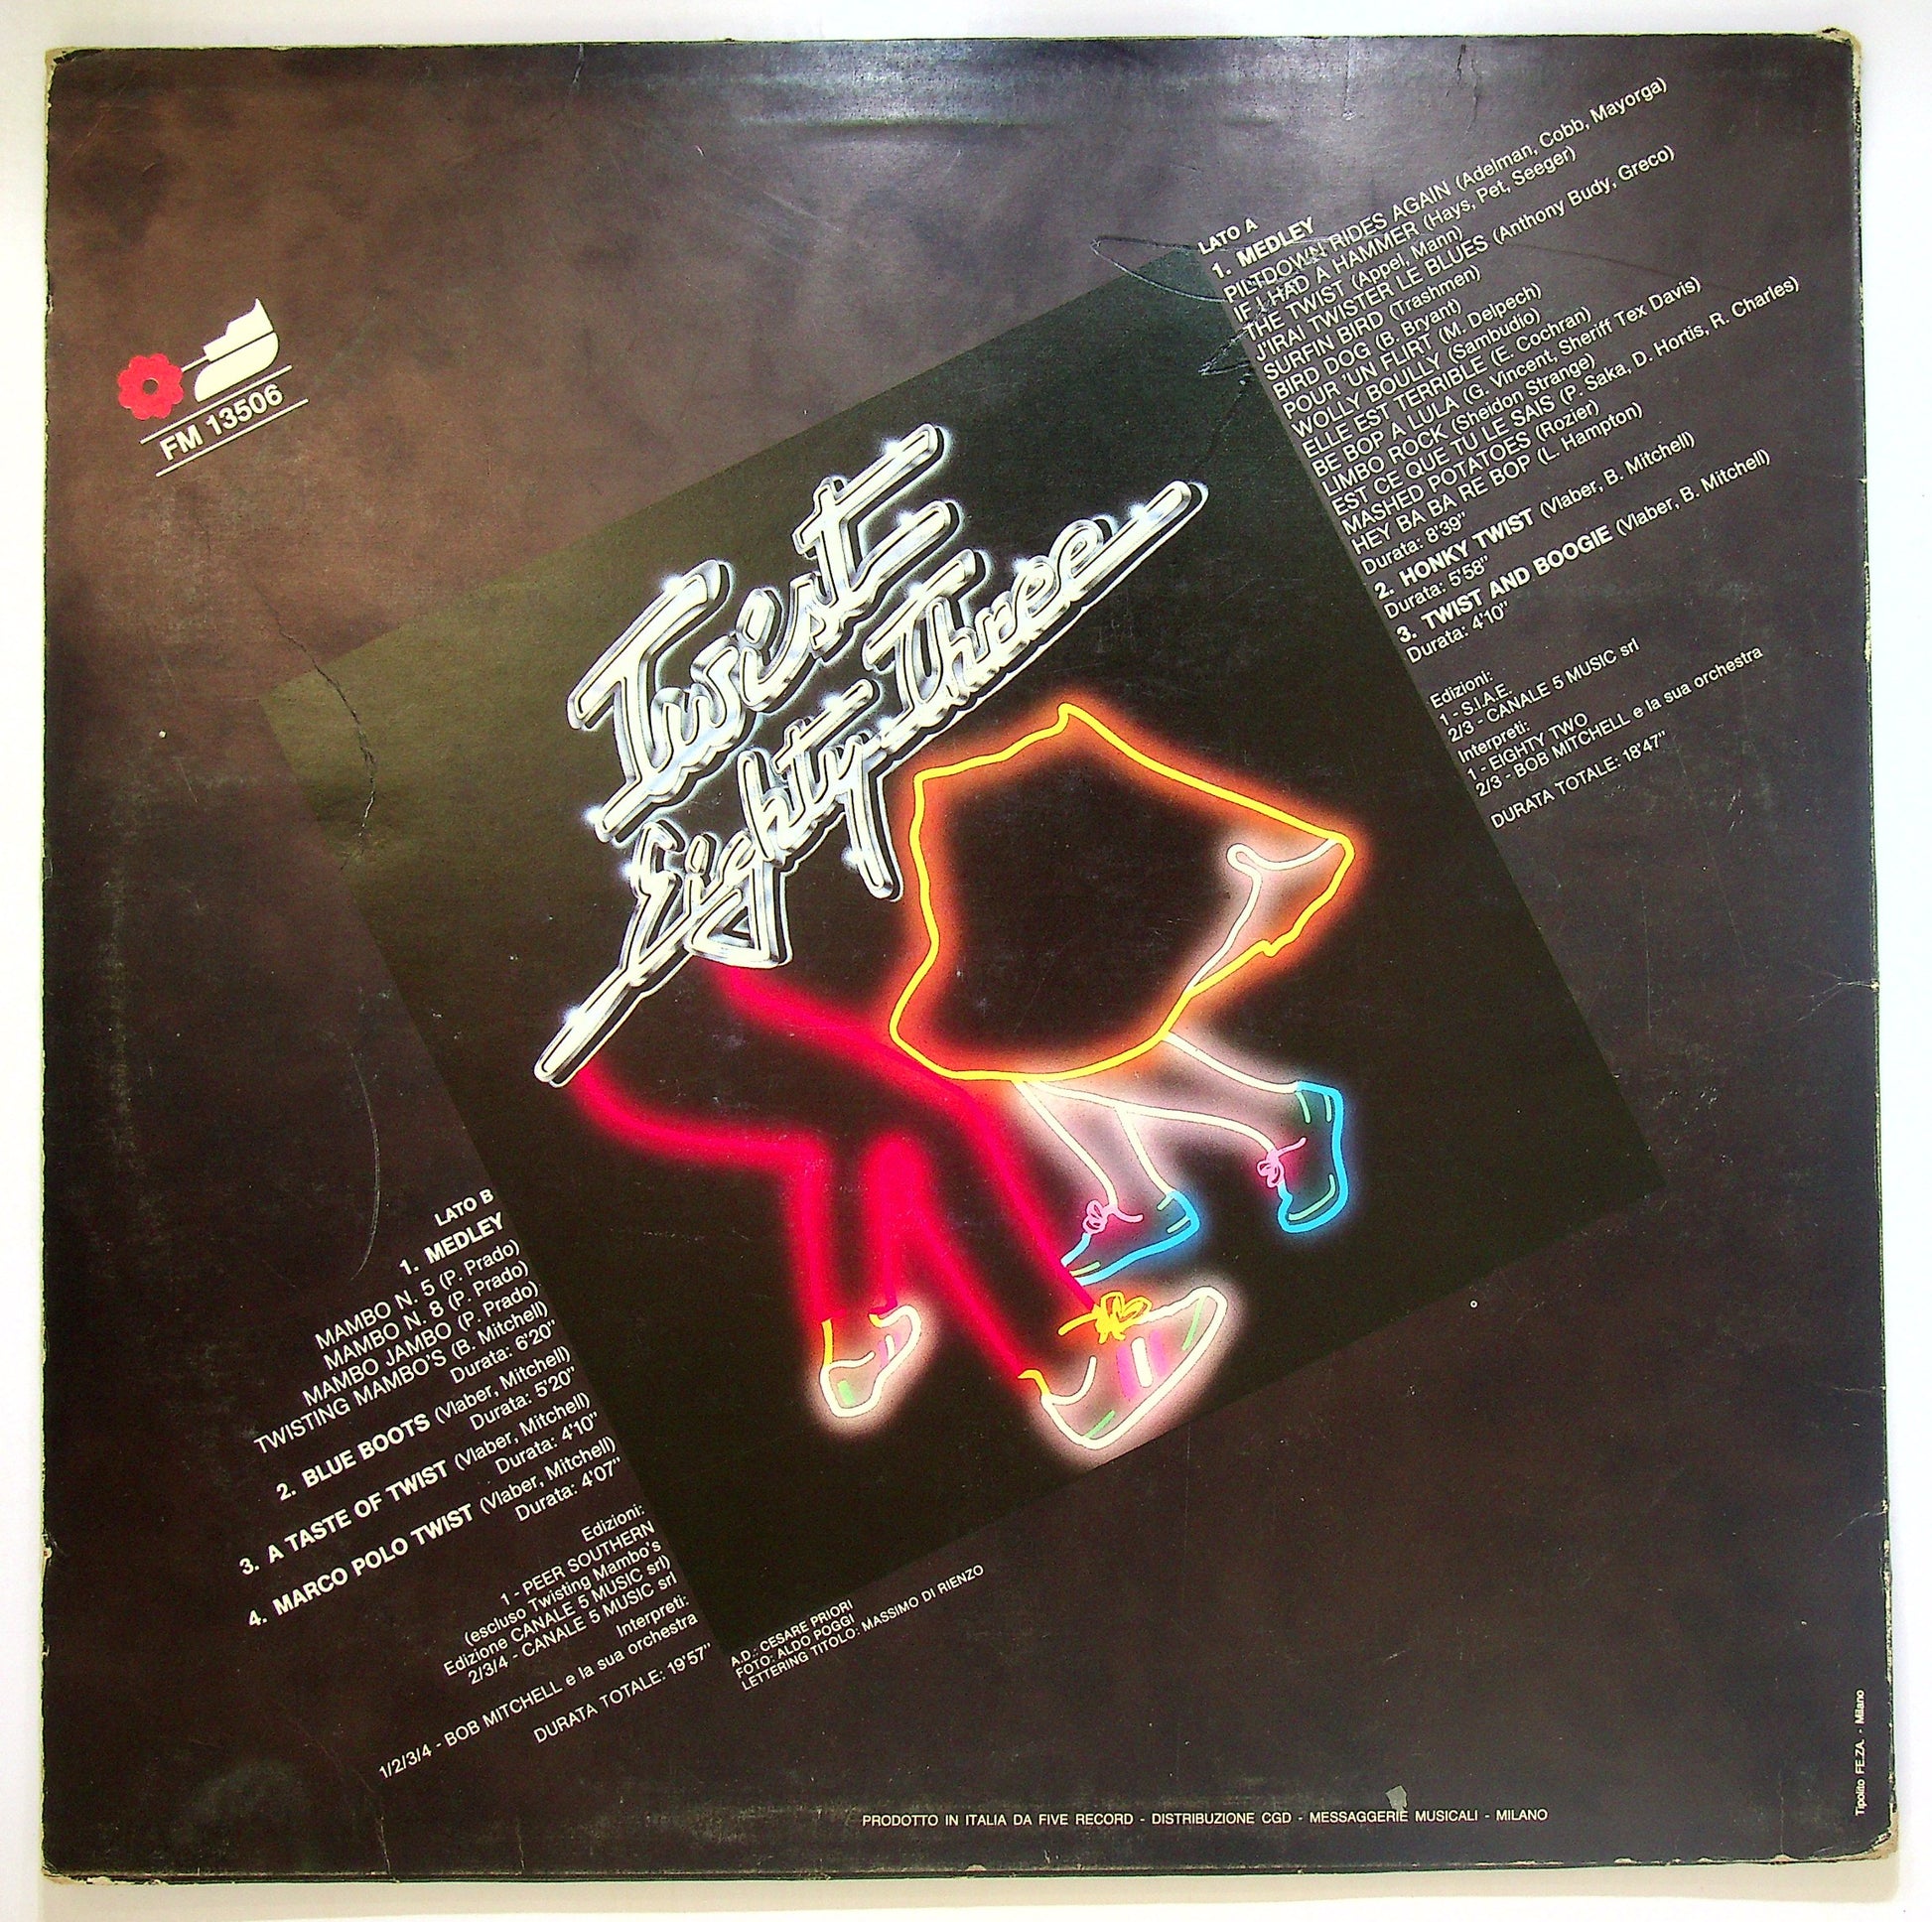 FM 13506
Twist
Eighty Three
LATO A
1. MEDLEY
PILTDOWN RIDES AGAIN (Adelman, Cobb, Mayorga)
IF I HAD A HAMMER (Hays, Pet, Seeger)
THE TWIST (Appel, Mann)
J'IRAI TWISTER LE BLUES (Anthony Budy, Greco)
SURFIN BIRD (Trashmen)
BIRD DOG (B. Bryant)
POUR 'UN FLIRT (M. Delpech)
WOLLY BOULLY (Sambudio)
ELLE EST TERRIBLE (E. Cochran)
BE BOP A LULA (G. Vincent, Sheriff Tex Davis)
LIMBO ROCK (Sheldon Strange)
EST CE QUE TU LE SAIS (P. Saka, D. Hortis, R. Charles)
MASHED POTATOES (Rozier)
HEY BA BA RE BOP (L. Hampton)
Durata: 8'39"
2. HONKY TWIST (Vlaber, B. Mitchell)
Durata: 5'58"
3. TWIST AND BOOGIE (Vlaber, B. Mitchell)
Durata: 4'10"
Edizioni:
1 - S.I.A.E.
2/3 - CANALE 5 MUSIC srl
Interpreti:
1 - EIGHTY TWO
2/3 - BOB MITCHELL e la sua orchestra
DURATA TOTALE: 18'47"
LATO B
1. MEDLEY
MAMBO N. 5 (P. Prado)
MAMBO N. 8 (P. Prado)
MAMBO JAMBO (P. Prado)
TWISTING MAMBO'S (B. Mitchell)
Durata: 6'20"
2. BLUE BOOTS (Vlaber, Mitchell)
Durata: 5'20"
3. A TASTE OF TWIST (Vlaber, Mitchell)
Durata: 4'10"
4. MARCO POLO TWIST (Vlaber, Mitchell)
Durata: 4'07"
Edizioni:
1 - PEER SOUTHERN
(escluso Twisting Mambo's
Edizione CANALE 5 MUSIC srl)
2/3/4 - CANALE 5 MUSIC srl
Interpreti:
1/2/3/4 - BOB MITCHELL e la sua orchestra
DURATA TOTALE: 19'57"
A.D.: CESARE PRIORI
FOTO: ALDO POGGI
LETTERING TITOLO: MASSIMO DI RIENZO
PRODOTTO IN ITALIA DA FIVE RECORD - DISTRIBUZIONE CGD - MESSAGGERIE MUSICALI - MILANO
Tipolito FE.ZA. - Milano